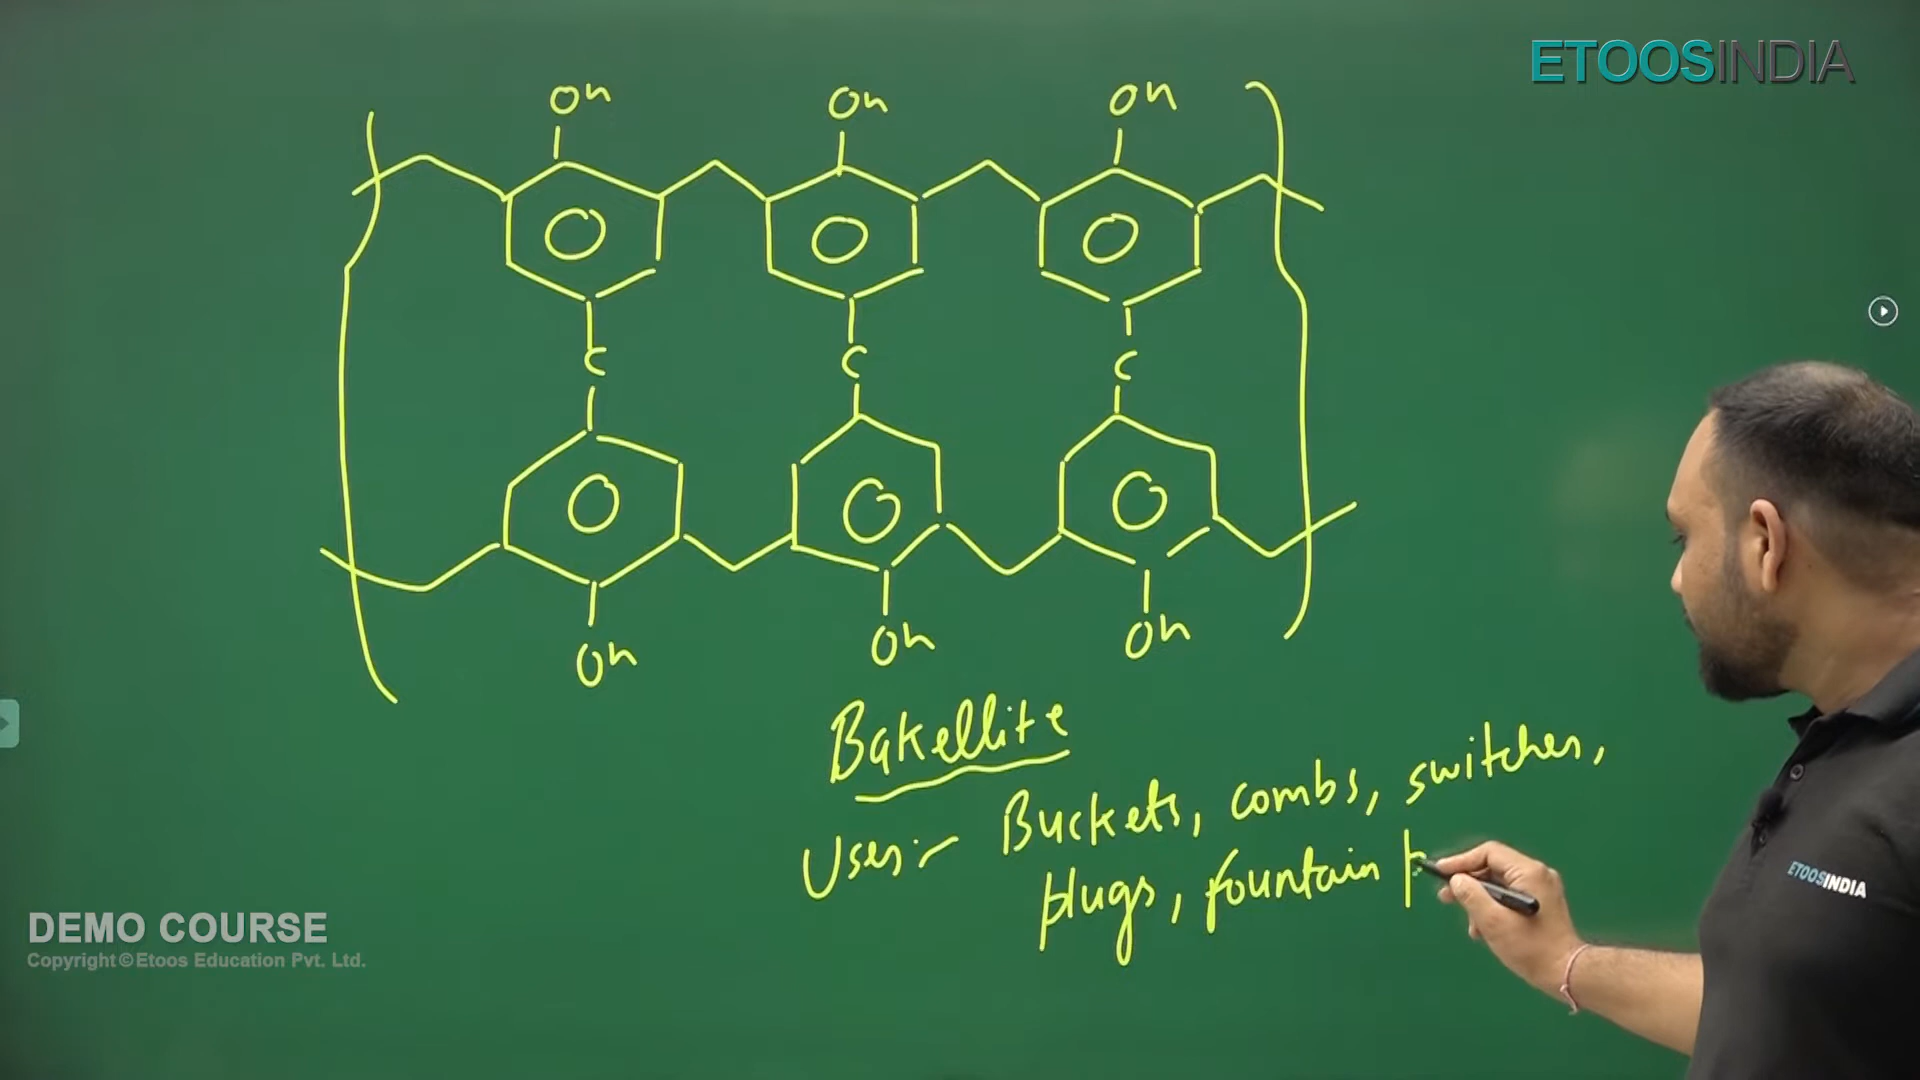 ETOOSINDIA
OH OH OH
C C C
OH OH OH
Bakellite
Uses:- Buckets, combs, switches,
plugs, fountain p
ETOOSINDIA
DEMO COURSE
Copyright © Etoos Education Pvt. Ltd.